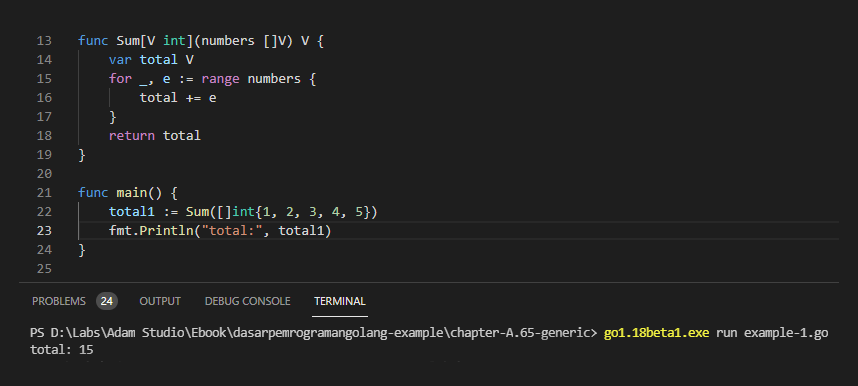 13 func Sum[V int](numbers []V) V {
14 var total V
15 for _, e := range numbers {
16 total += e
17 }
18 return total
19 }
20
21 func main() {
22 total1 := Sum([]int{1, 2, 3, 4, 5})
23 fmt.Println("total:", total1)
24 }
25
PROBLEMS 24 OUTPUT DEBUG CONSOLE TERMINAL
PS D:\Labs\Adam Studio\Ebook\dasarpemrogramangolang-example\chapter-A.65-generic> go1.18beta1.exe run example-1.go
total: 15